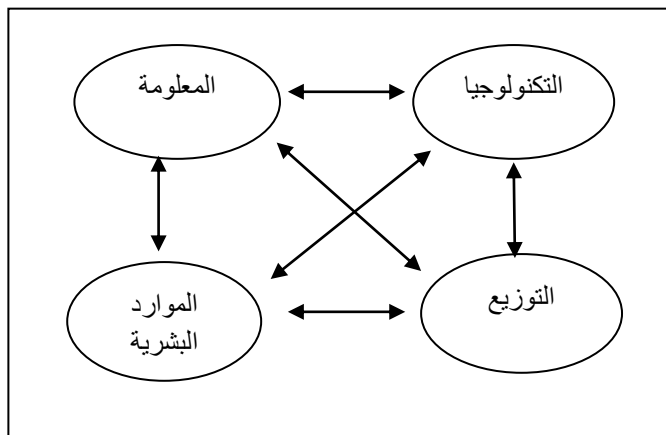 المعلومة
التكنولوجيا
الموارد
البشرية
التوزيع